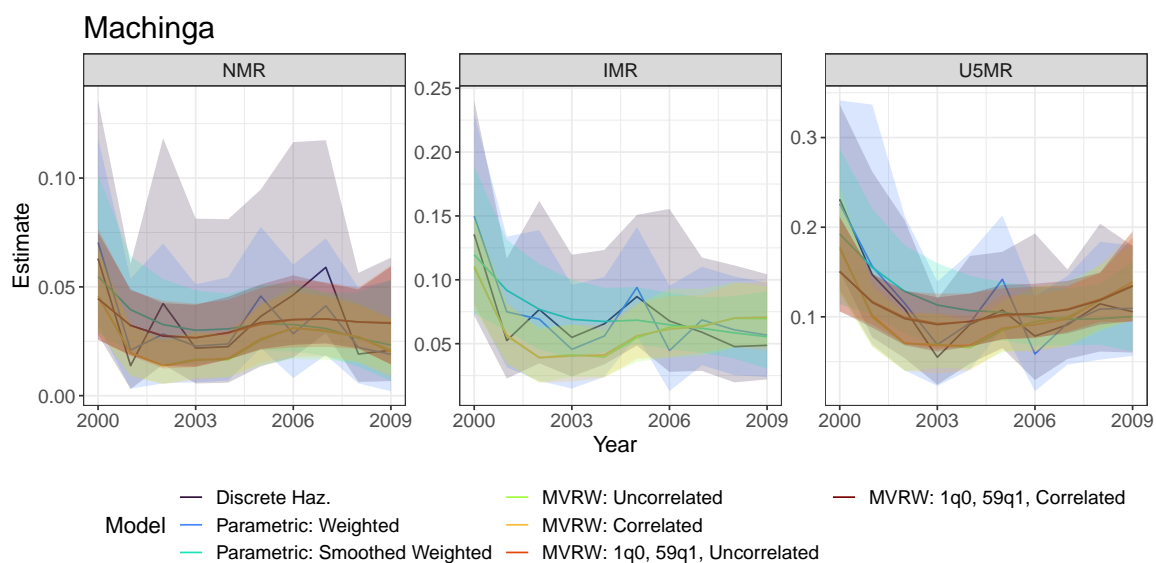 Machinga
NMR IMR U5MR
Estimate
0.00 0.05 0.10
0.05 0.10 0.15 0.20 0.25
0.1 0.2 0.3
2000 2003 2006 2009 2000 2003 2006 2009 2000 2003 2006 2009
Year
Model
Discrete Haz.
Parametric: Weighted
Parametric: Smoothed Weighted
MVRW: Uncorrelated
MVRW: Correlated
MVRW: 1q0, 59q1, Uncorrelated
MVRW: 1q0, 59q1, Correlated